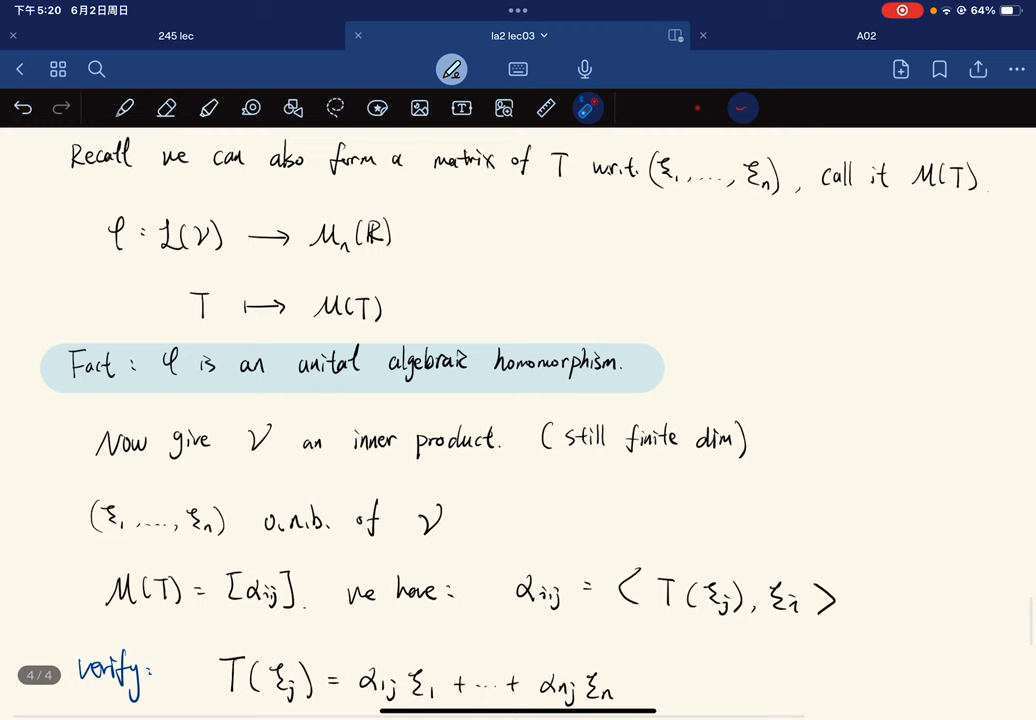 下午5:20 6月2日周日
64%
245 lec
la2 lec03
A02
Recall we can also form a matrix of T w.r.t. (ξ₁, ..., ξₙ), call it M(T).
φ : L(V) → Mₙ(ℝ)
T ↦ M(T)
Fact : φ is an unital algebraic homomorphism.
Now give V an inner product. (still finite dim)
(ξ₁, ..., ξₙ) o.n.b. of V
M(T) = [αᵢⱼ]. we have : αᵢⱼ = < T(ξⱼ), ξᵢ >
4/4
verify: T(ξⱼ) = α₁ⱼ ξ₁ + ... + αₙⱼ ξₙ